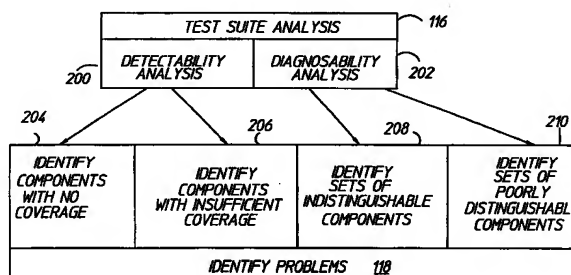 TEST SUITE ANALYSIS
116
200
DETECTABILITY
ANALYSIS
DIAGNOSABILITY
ANALYSIS
202
204
206
208
210
IDENTIFY
COMPONENTS
WITH NO
COVERAGE
IDENTIFY
COMPONENTS
WITH INSUFFICIENT
COVERAGE
IDENTIFY
SETS OF
INDISTINGUISHABLE
COMPONENTS
IDENTIFY
SETS OF
POORLY
DISTINGUISHABLE
COMPONENTS
IDENTIFY PROBLEMS 118